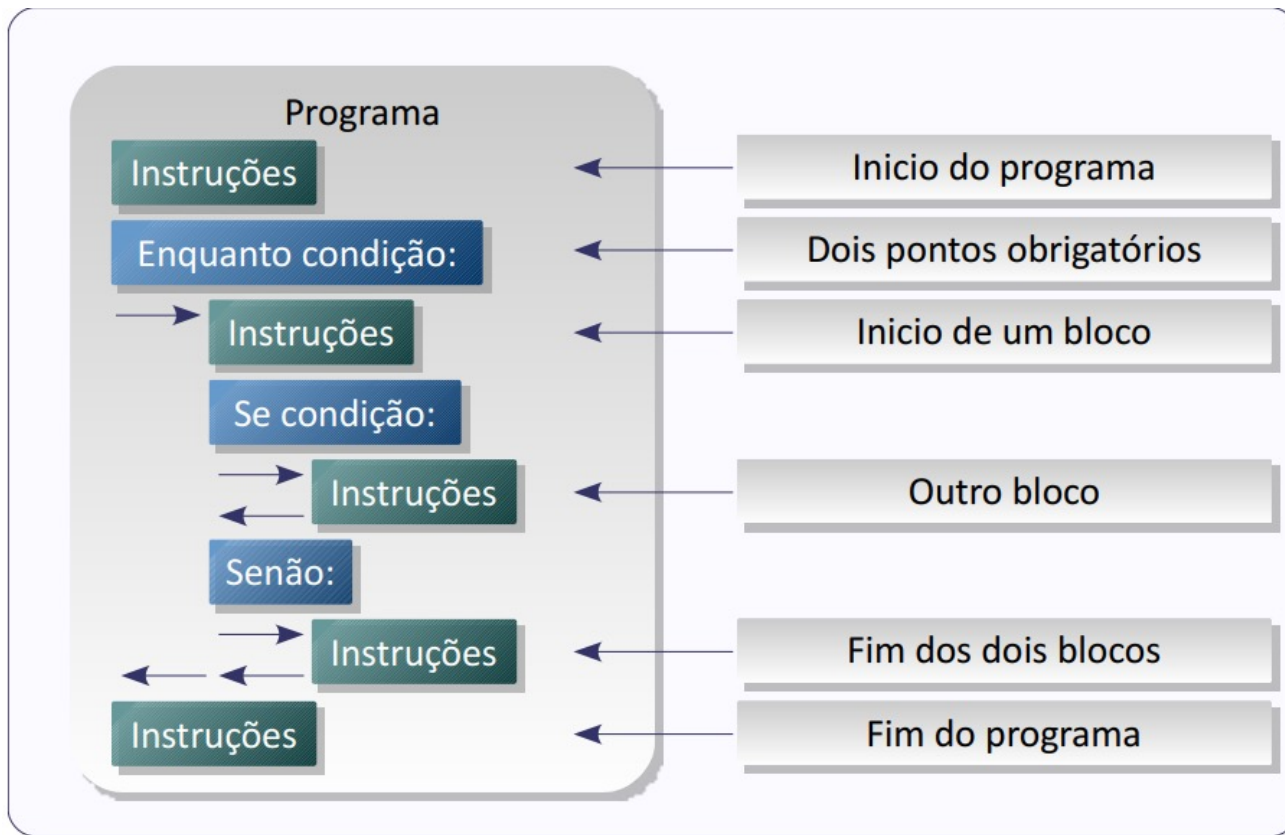 Programa
Instruções
Inicio do programa
Enquanto condição:
Dois pontos obrigatórios
Instruções
Inicio de um bloco
Se condição:
Instruções
Outro bloco
Senão:
Instruções
Fim dos dois blocos
Instruções
Fim do programa